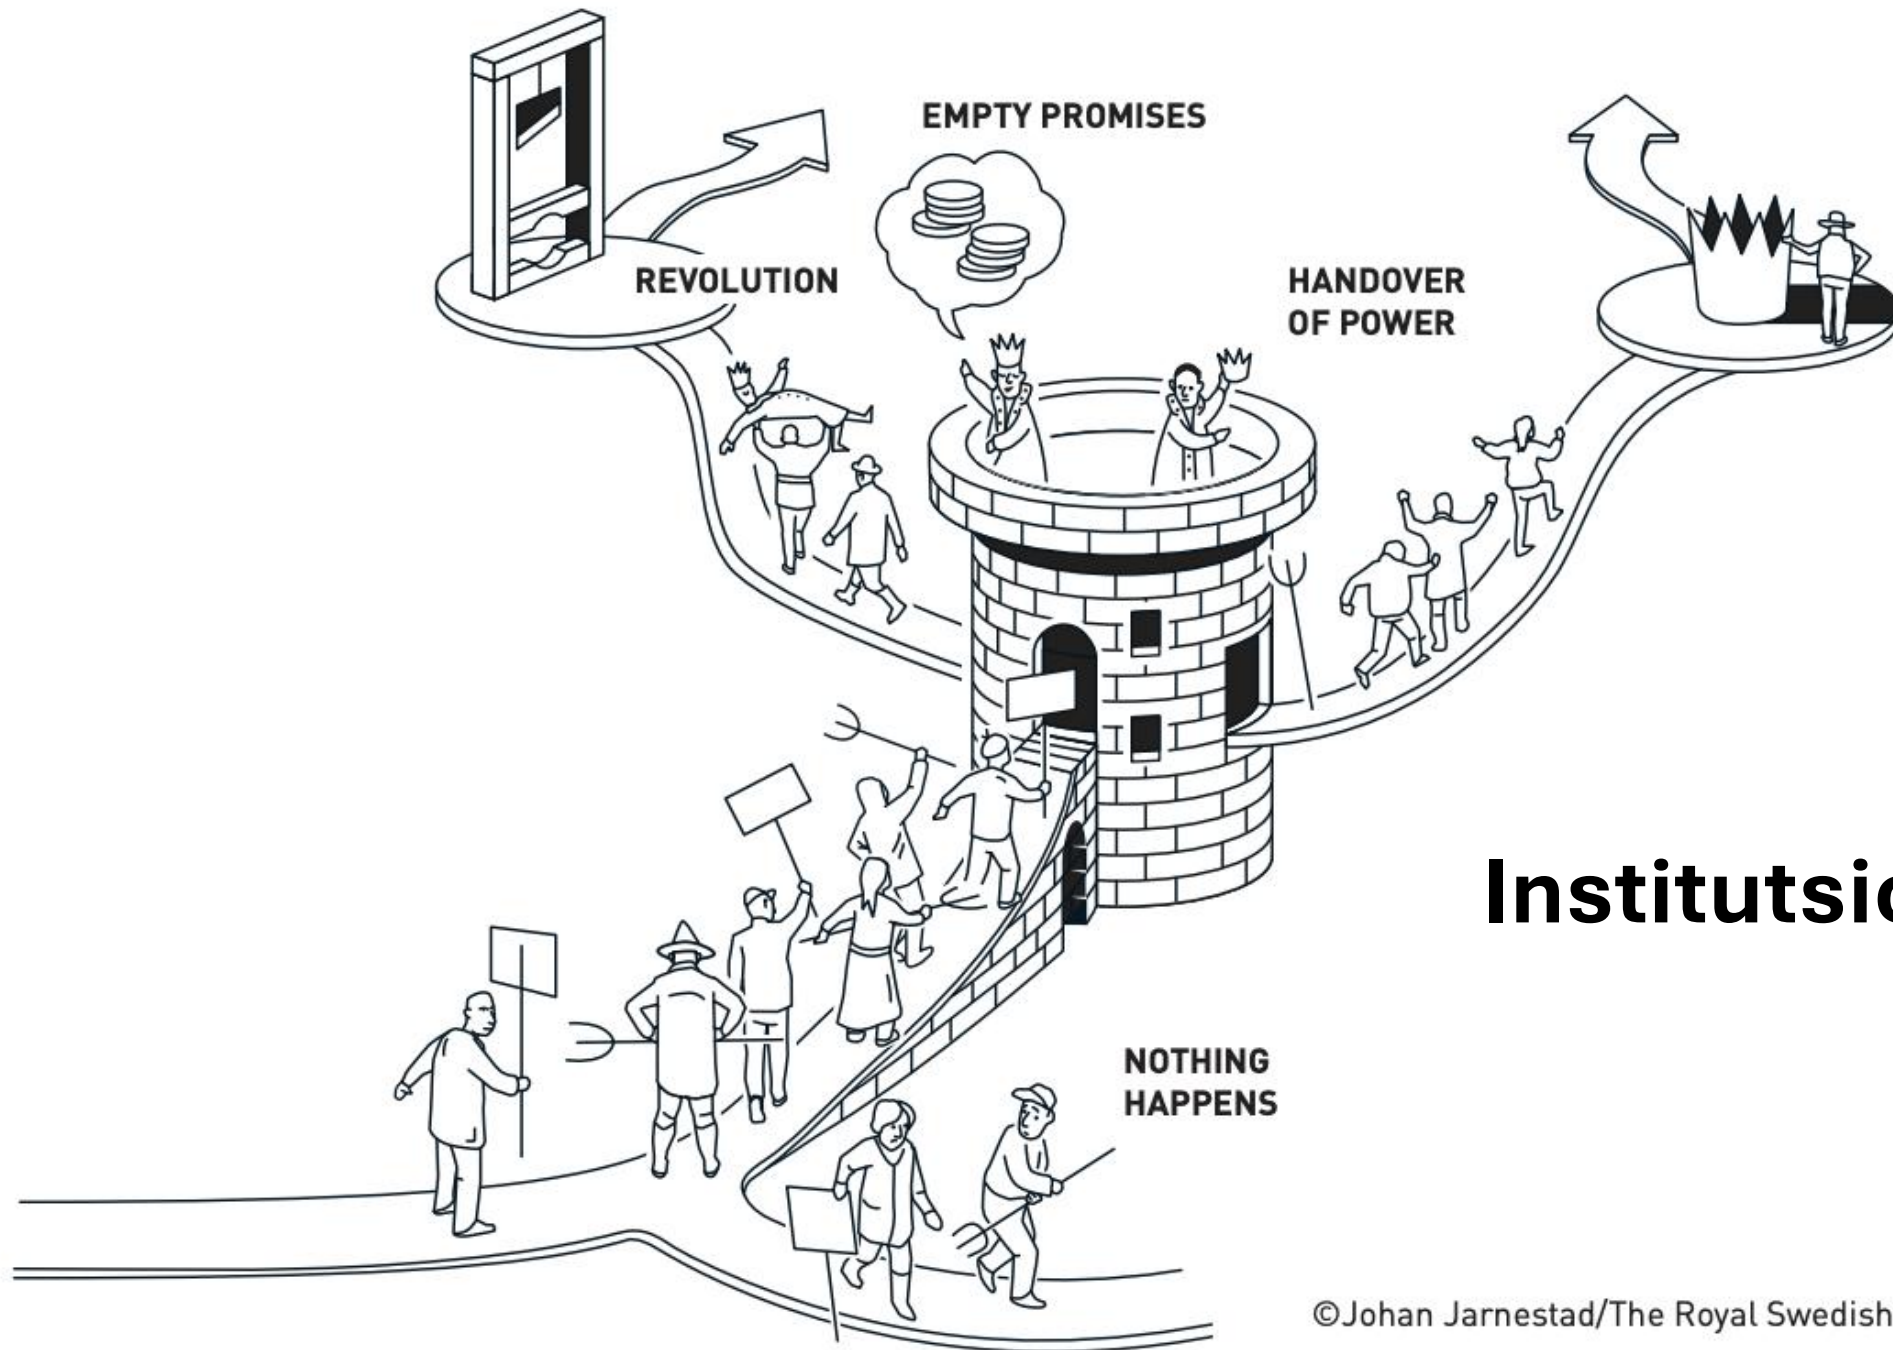 EMPTY PROMISES
REVOLUTION
HANDOVER
OF POWER
NOTHING
HAPPENS
©Johan Jarnestad/The Royal Swedish